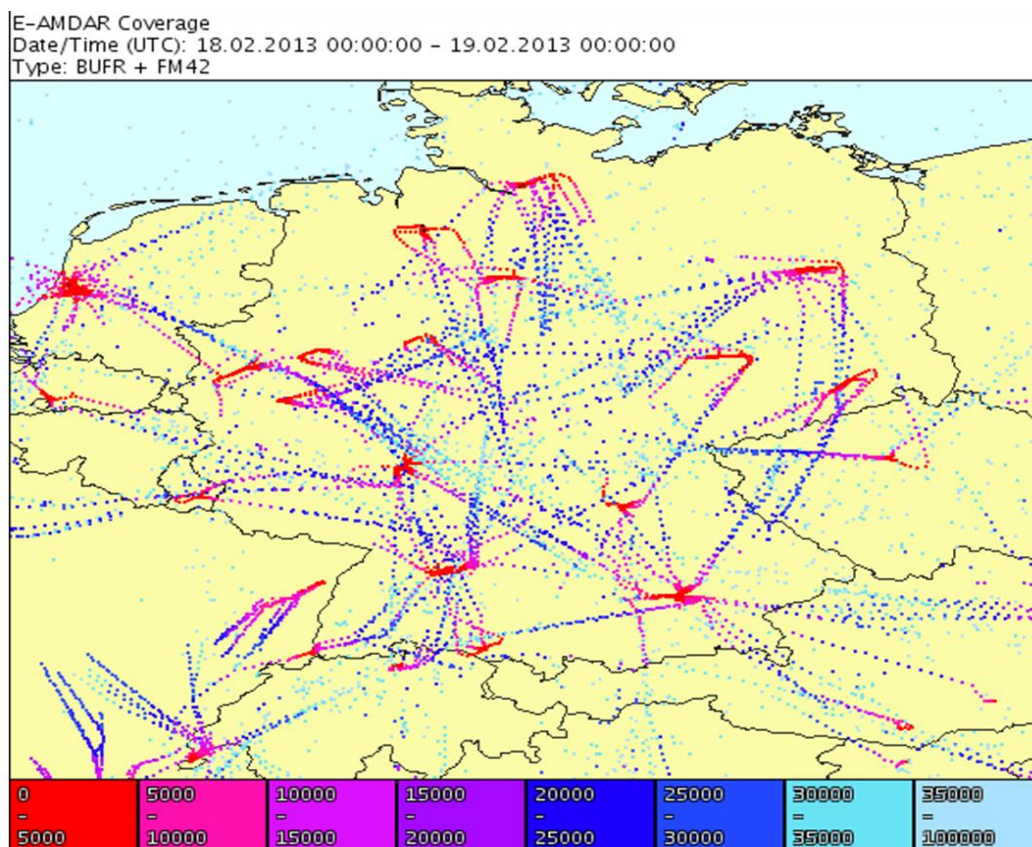 E-AMDAR Coverage
Date/Time (UTC): 18.02.2013 00:00:00 - 19.02.2013 00:00:00
Type: BUFR + FM42
0 5000 10000 15000 20000 25000 30000 35000
- - - - - - - -
5000 10000 15000 20000 25000 30000 35000 100000